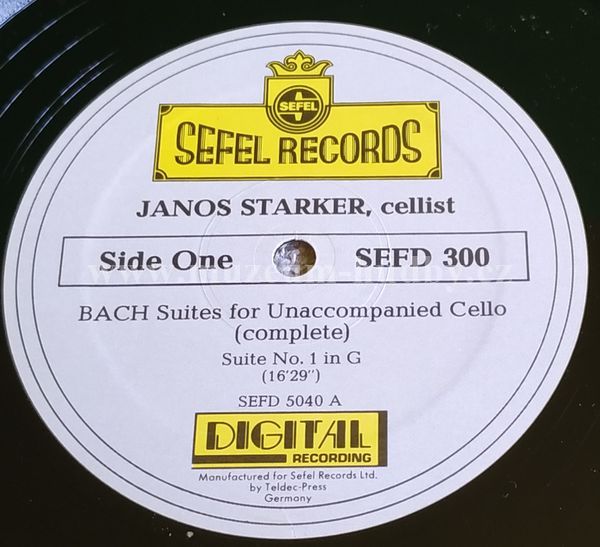 SEFEL
SEFEL RECORDS
JANOS STARKER, cellist
Side One SEFD 300
BACH Suites for Unaccompanied Cello
(complete)
Suite No. 1 in G
(16'29")
SEFD 5040 A
DIGITAL
RECORDING
Manufactured for Sefel Records Ltd.
by Teldec-Press
Germany